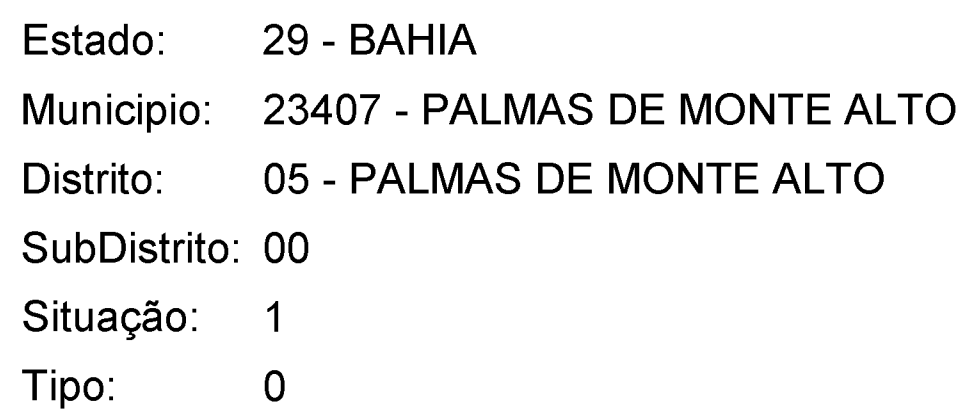 Estado: 29 - BAHIA
Municipio: 23407 - PALMAS DE MONTE ALTO
Distrito: 05 - PALMAS DE MONTE ALTO
SubDistrito: 00
Situação: 1
Tipo: 0